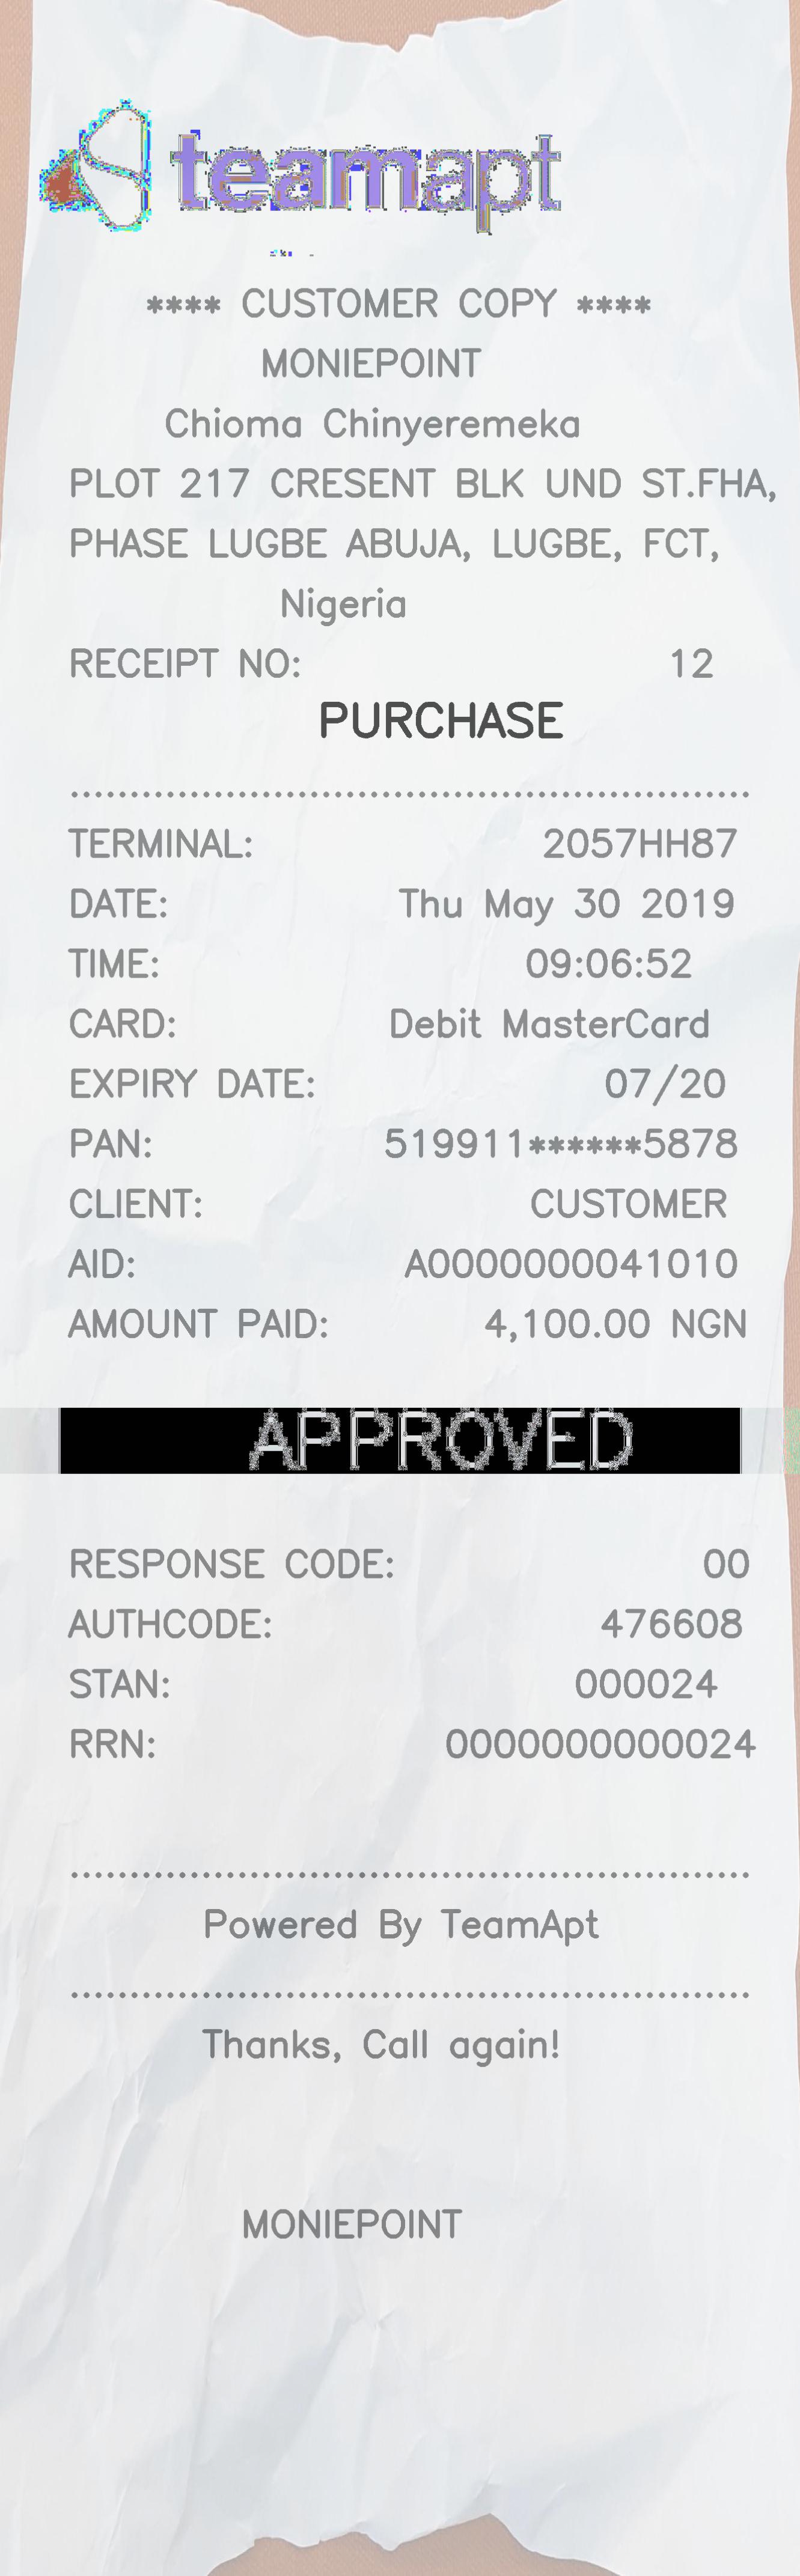 teamapt
**** CUSTOMER COPY ****
MONIEPOINT
Chioma Chinyeremeka
PLOT 217 CRESENT BLK UND ST.FHA,
PHASE LUGBE ABUJA, LUGBE, FCT,
Nigeria
RECEIPT NO: 12
PURCHASE
TERMINAL: 2057HH87
DATE: Thu May 30 2019
TIME: 09:06:52
CARD: Debit MasterCard
EXPIRY DATE: 07/20
PAN: 519911******5878
CLIENT: CUSTOMER
AID: A0000000041010
AMOUNT PAID: 4,100.00 NGN
APPROVED
RESPONSE CODE: 00
AUTHCODE: 476608
STAN: 000024
RRN: 0000000000024
Powered By TeamApt
Thanks, Call again!
MONIEPOINT